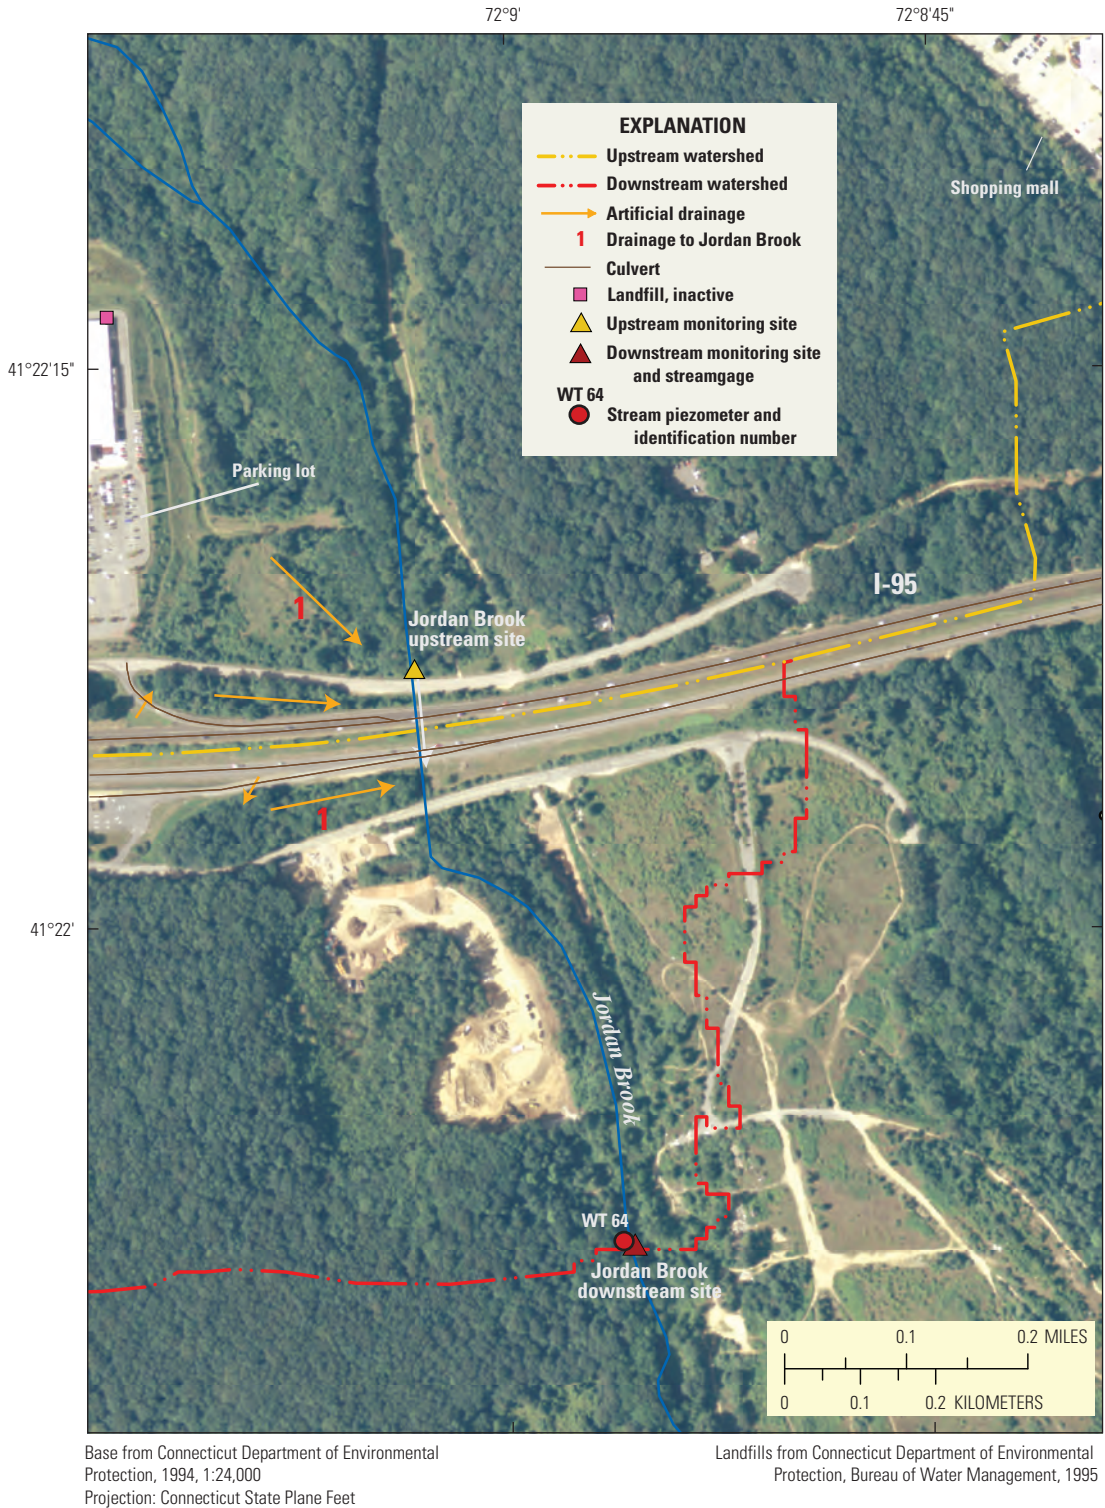 72°9'
72°8'45"
EXPLANATION
Upstream watershed
Downstream watershed
Artificial drainage
1 Drainage to Jordan Brook
Culvert
Landfill, inactive
Upstream monitoring site
Downstream monitoring site
and streamgage
WT 64
Stream piezometer and
identification number
Shopping mall
41°22'15"
Parking lot
I-95
1
Jordan Brook
upstream site
1
41°22'
Jordan Brook
WT 64
Jordan Brook
downstream site
0 0.1 0.2 MILES
0 0.1 0.2 KILOMETERS
Base from Connecticut Department of Environmental
Protection, 1994, 1:24,000
Projection: Connecticut State Plane Feet
Landfills from Connecticut Department of Environmental
Protection, Bureau of Water Management, 1995